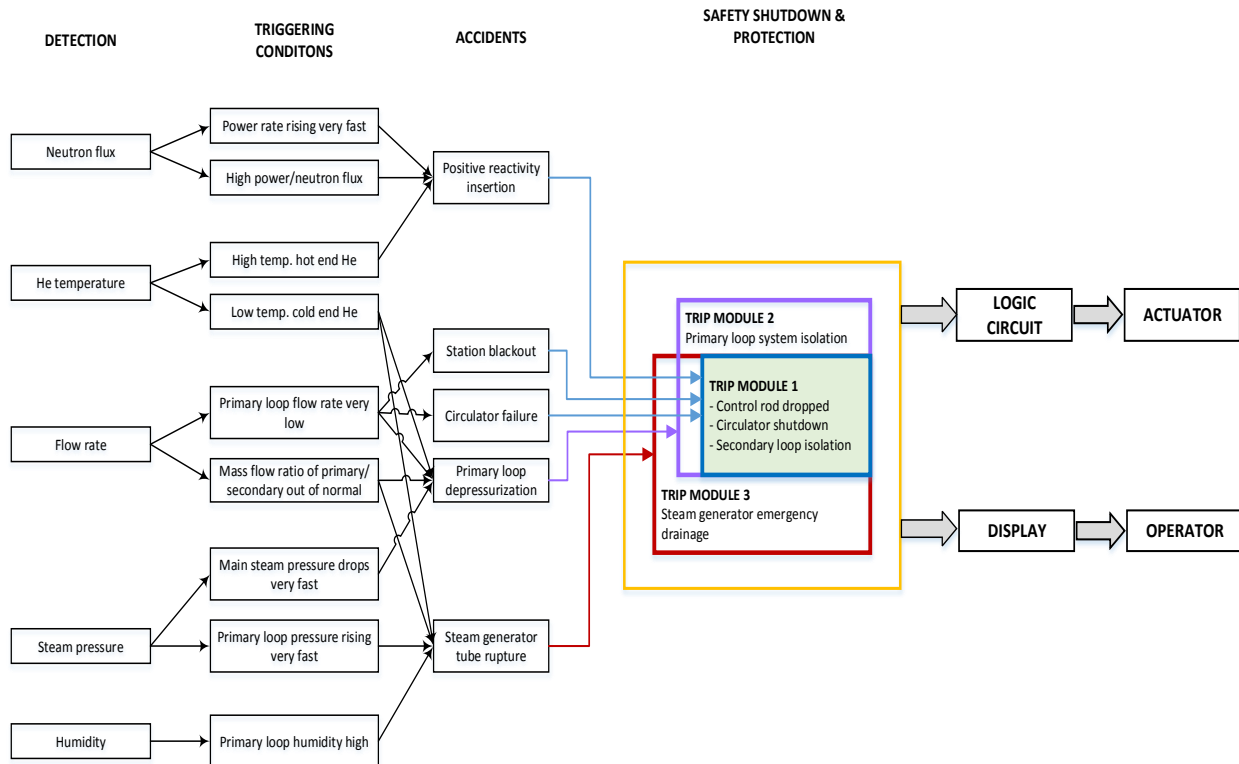 DETECTION
TRIGGERING
CONDITONS
ACCIDENTS
SAFETY SHUTDOWN &
PROTECTION
Neutron flux
He temperature
Flow rate
Steam pressure
Humidity
Power rate rising very fast
High power/neutron flux
High temp. hot end He
Low temp. cold end He
Primary loop flow rate very
low
Mass flow ratio of primary/
secondary out of normal
Main steam pressure drops
very fast
Primary loop pressure rising
very fast
Primary loop humidity high
Positive reactivity
insertion
Station blackout
Circulator failure
Primary loop
depressurization
Steam generator
tube rupture
TRIP MODULE 2
Primary loop system isolation
TRIP MODULE 1
- Control rod dropped
- Circulator shutdown
- Secondary loop isolation
TRIP MODULE 3
Steam generator emergency
drainage
LOGIC
CIRCUIT
ACTUATOR
DISPLAY
OPERATOR